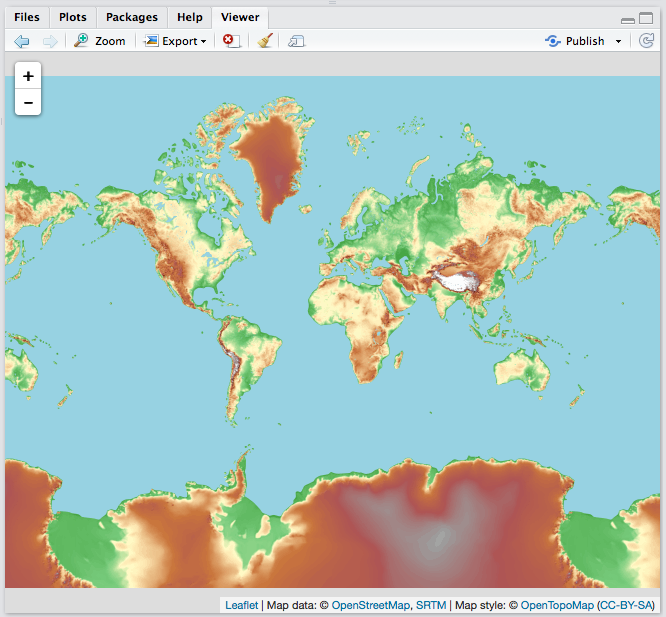 Files Plots Packages Help Viewer
Zoom Export Publish
+
−
Leaflet | Map data: © OpenStreetMap, SRTM | Map style: © OpenTopoMap (CC-BY-SA)